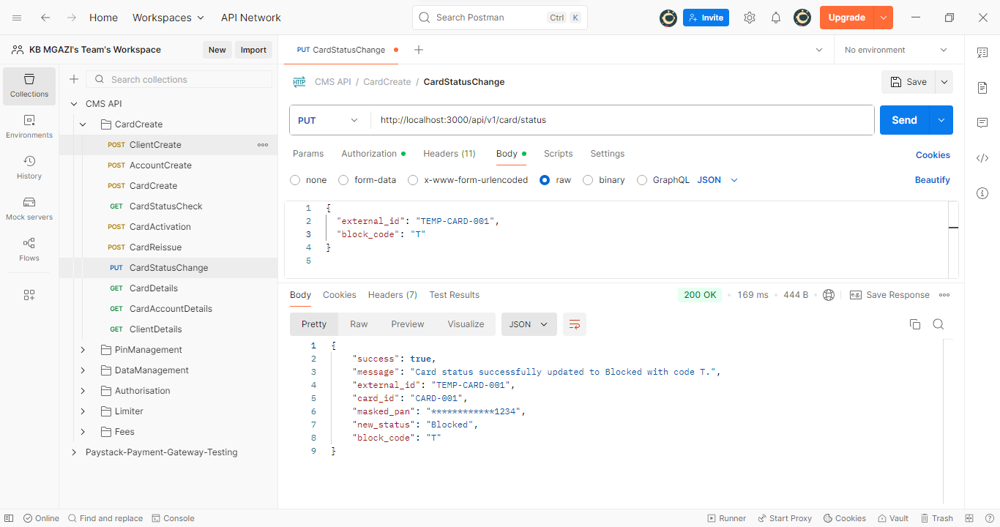 Home Workspaces API Network Search Postman Ctrl K Invite Upgrade
KB MGAZI's Team's Workspace New Import PUT CardStatusChange No environment
Search collections
Collections
Environments
History
Mock servers
Flows
CMS API
CardCreate
POST ClientCreate
POST AccountCreate
POST CardCreate
GET CardStatusCheck
POST CardActivation
POST CardReissue
PUT CardStatusChange
GET CardDetails
GET CardAccountDetails
GET ClientDetails
PinManagement
DataManagement
Authorisation
Limiter
Fees
Paystack-Payment-Gateway-Testing
HTTP CMS API / CardCreate / CardStatusChange Save
PUT http://localhost:3000/api/v1/card/status Send
Params Authorization Headers (11) Body Scripts Settings Cookies
none form-data x-www-form-urlencoded raw binary GraphQL JSON Beautify
1 {
2 "external_id": "TEMP-CARD-001",
3 "block_code": "T"
4 }
5
Body Cookies Headers (7) Test Results 200 OK 169 ms 444 B e.g. Save Response
Pretty Raw Preview Visualize JSON
1 {
2 "success": true,
3 "message": "Card status successfully updated to Blocked with code T.",
4 "external_id": "TEMP-CARD-001",
5 "card_id": "CARD-001",
6 "masked_pan": "************1234",
7 "new_status": "Blocked",
8 "block_code": "T"
9 }
Online Find and replace Console Runner Start Proxy Cookies Vault Trash